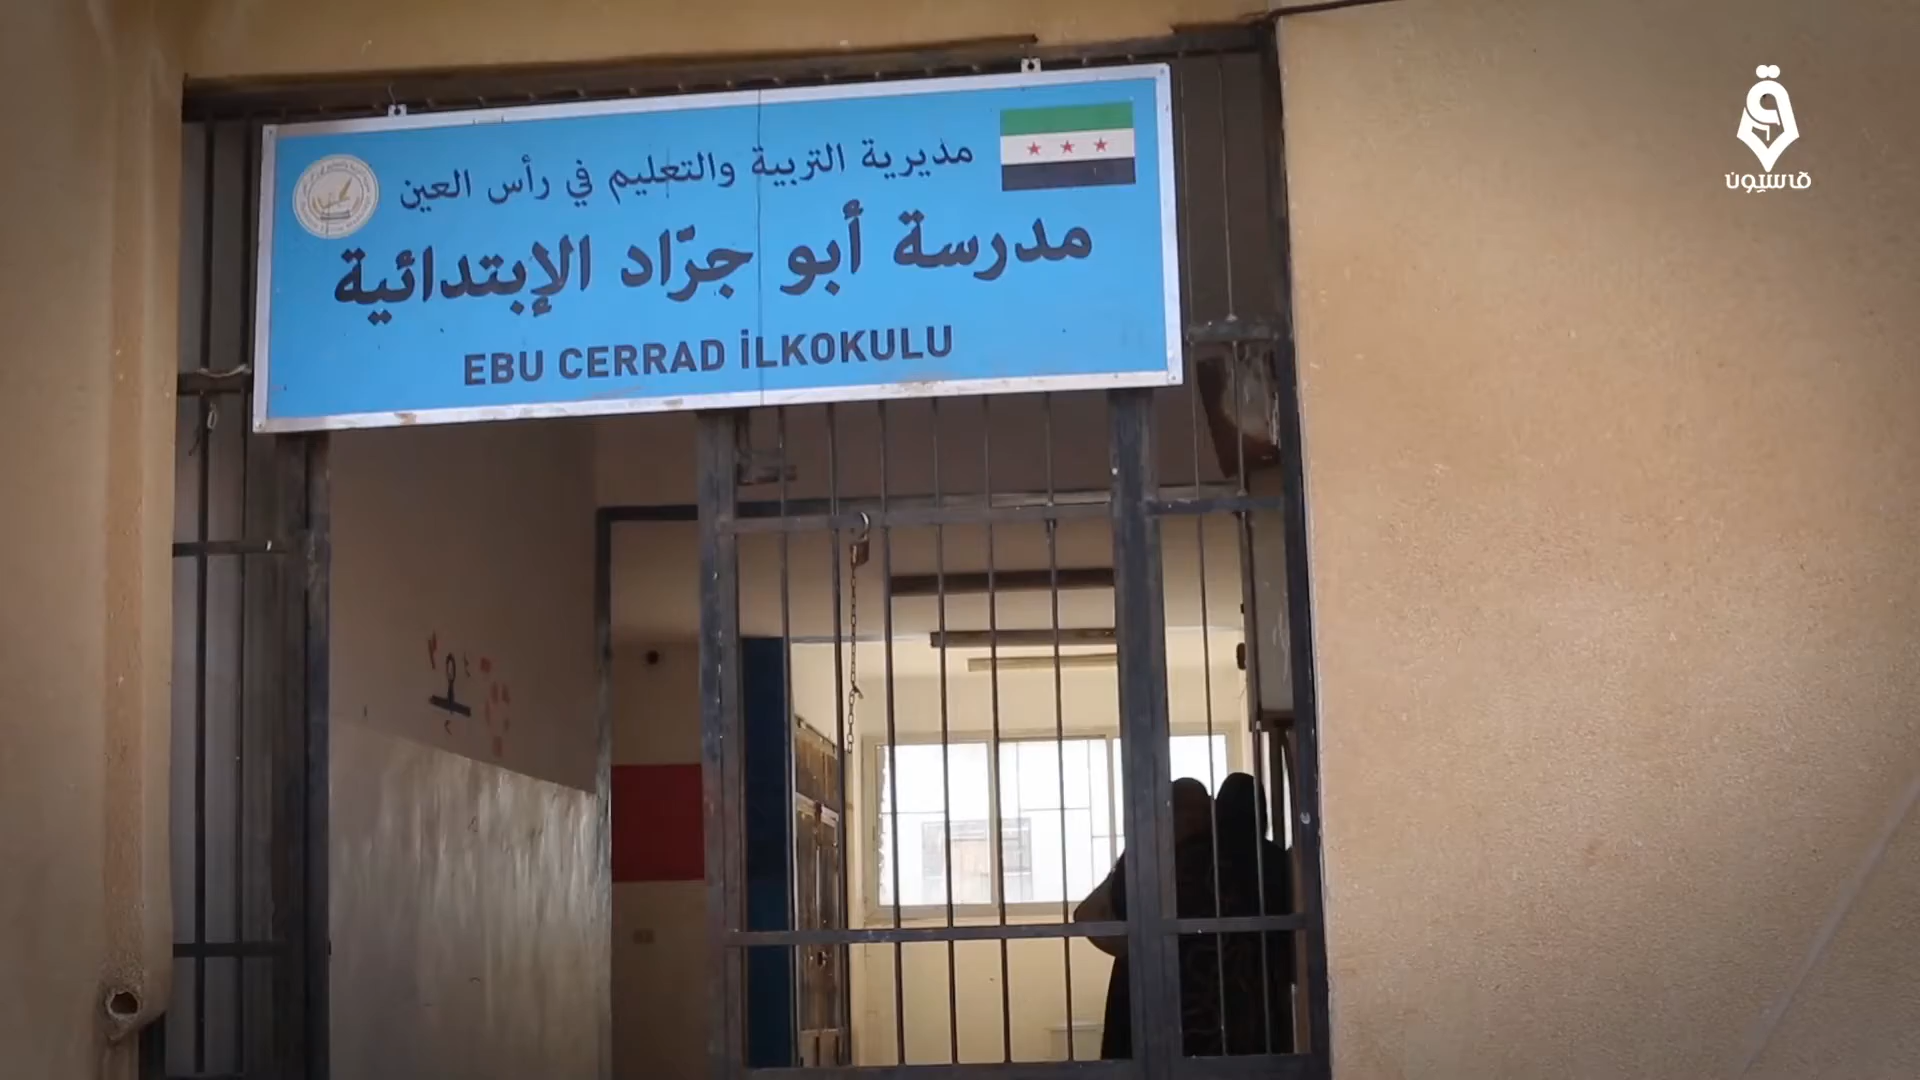 مديرية التربية والتعليم في رأس العين
مدرسة أبو جرّاد الإبتدائية
EBU CERRAD İLKOKULU
قاسيون